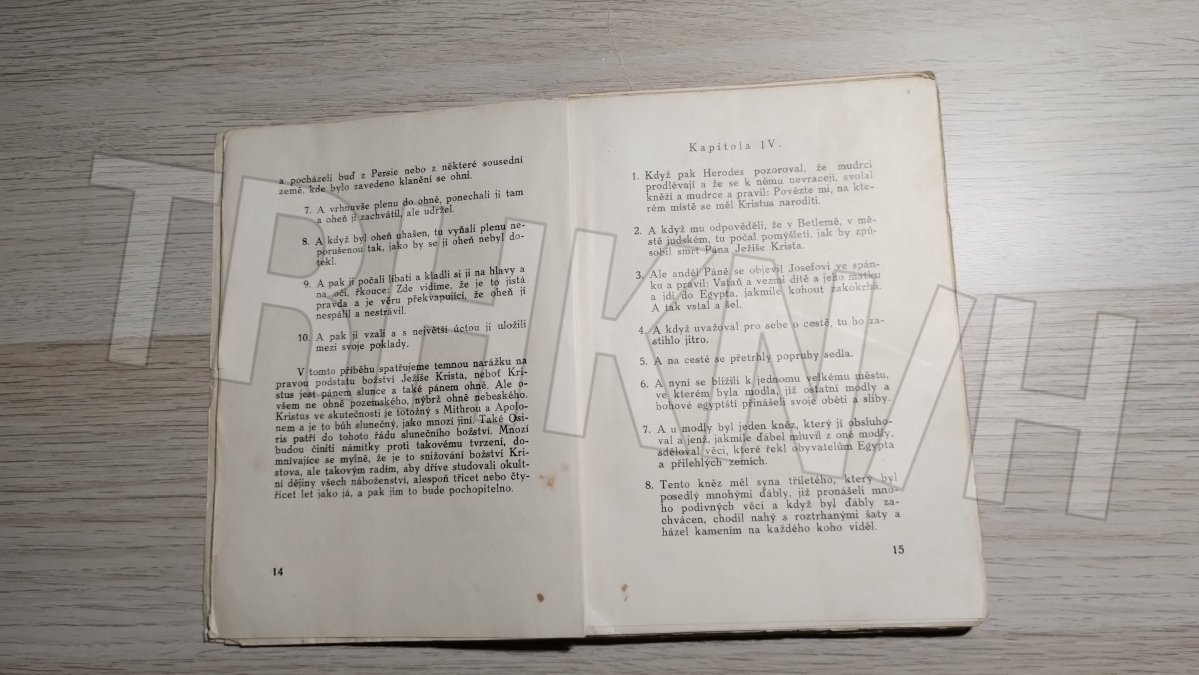 a pocházeli buď z Persie nebo z některé sousední
země, kde bylo zavedeno klanění se ohni.
7. A vrhnuvše plenu do ohně, ponechali ji tam
a oheň ji zachvátil, ale udržel.
8. A když byl oheň uhašen, tu vyňali plenu ne-
porušenou tak, jako by se jí oheň nebyl do-
tekl.
9. A pak ji počali líbati a kladli si ji na hlavy a
na oči, řkouce: Zde vidíme, že je to jistá
pravda a je věru překvapující, že oheň jí
nespálil a nestrávil.
10. A pak ji vzali a s největší úctou ji uložili
mezi svoje poklady.
V tomto příběhu spatřujeme temnou narážku na
pravou podstatu božství Ježíše Krista, neboť Kri-
stus jest pánem slunce a také pánem ohně. Ale o-
všem ne ohně pozemského, nýbrž ohně nebeského.
Kristus ve skutečnosti je totožný s Mithrou a Apolo-
nem a je to bůh slunečný, jako mnozí jiní. Také Osi-
ris patří do tohoto řádu slunečního božství. Mnozí
budou činiti námitky proti takovému tvrzení, do-
mnívajíce se mylně, že je to snižování božství Kri-
stova, ale takovým radím, aby dříve studovali okult-
ní dějiny všech náboženství, alespoň třicet nebo čty-
řicet let jako já, a pak jim to bude pochopitelno.
14
Kapitola IV.
1. Když pak Herodes pozoroval, že mudrci
prodlévají a že se k němu nevracejí, svolal
kněží a mudrce a pravil: Povězte mi, na kte-
rém místě se měl Kristus naroditi.
2. A když mu odpověděli, že v Betlemě, v mě-
stě judském, tu počal pomýšleti, jak by způ-
sobil smrt Pána Ježíše Krista.
3. Ale anděl Páně se objevil Josefovi ve spán-
ku a pravil: Vstaň a vezmi dítě a jeho matku
a jdi do Egypta, jakmile kohout zakokrhá.
A tak vstal a šel.
4. A když uvažoval pro sebe o cestě, tu ho za-
stihlo jitro.
5. A na cestě se přetrhly popruhy sedla.
6. A nyní se blížili k jednomu velkému městu,
ve kterém byla modla, jíž ostatní modly a
bohové egyptští přinášeli svoje oběti a sliby.
7. A u modly byl jeden kněz, který jí obsluho-
val a jenž, jakmile ďábel mluvil z oné modly,
sděloval věci, které řekl obyvatelům Egypta
a přilehlých zemích.
8. Tento kněz měl syna tříletého, který byl
posedlý mnohými ďábly, již pronášeli mno-
ho podivných věcí a když byl ďábly za-
chvácen, chodil nahý s roztrhanými šaty a
házel kamením na každého koho viděl.
15
TRHKNIH